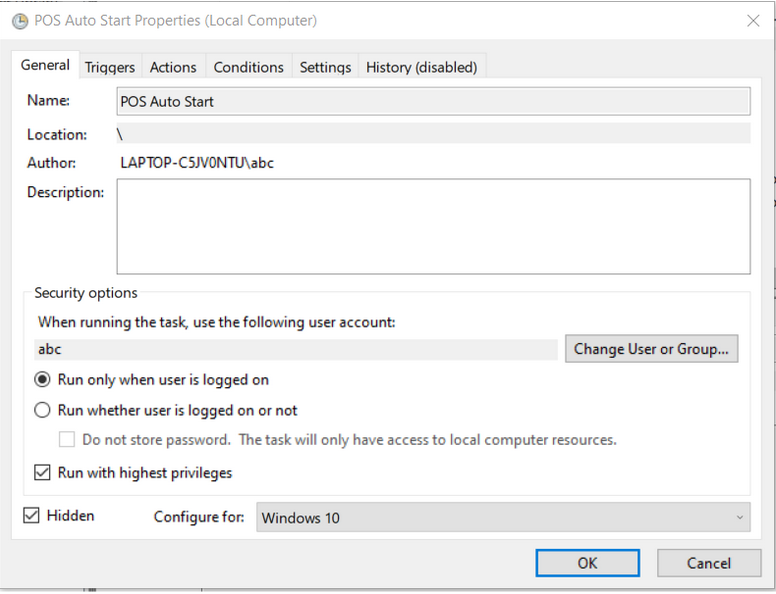 POS Auto Start Properties (Local Computer)
General Triggers Actions Conditions Settings History (disabled)
Name: POS Auto Start
Location: \
Author: LAPTOP-C5JV0NTU\abc
Description:
Security options
When running the task, use the following user account:
abc Change User or Group...
Run only when user is logged on
Run whether user is logged on or not
Do not store password. The task will only have access to local computer resources.
Run with highest privileges
Hidden Configure for: Windows 10
OK Cancel